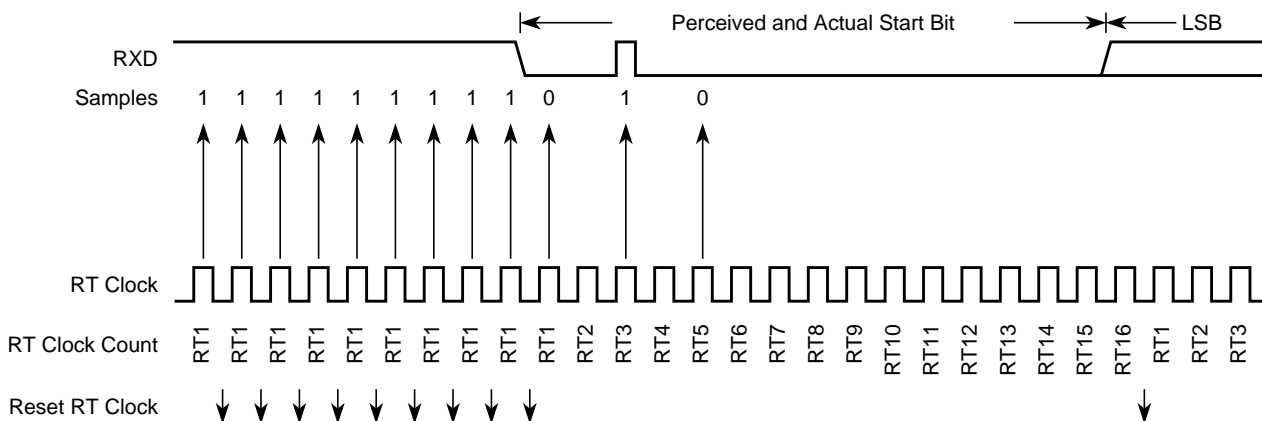 Perceived and Actual Start Bit LSB
RXD
Samples 1 1 1 1 1 1 1 1 1 0 1 0
RT Clock
RT Clock Count RT1 RT1 RT1 RT1 RT1 RT1 RT1 RT1 RT1 RT1 RT2 RT3 RT4 RT5 RT6 RT7 RT8 RT9 RT10 RT11 RT12 RT13 RT14 RT15 RT16 RT1 RT2 RT3
Reset RT Clock